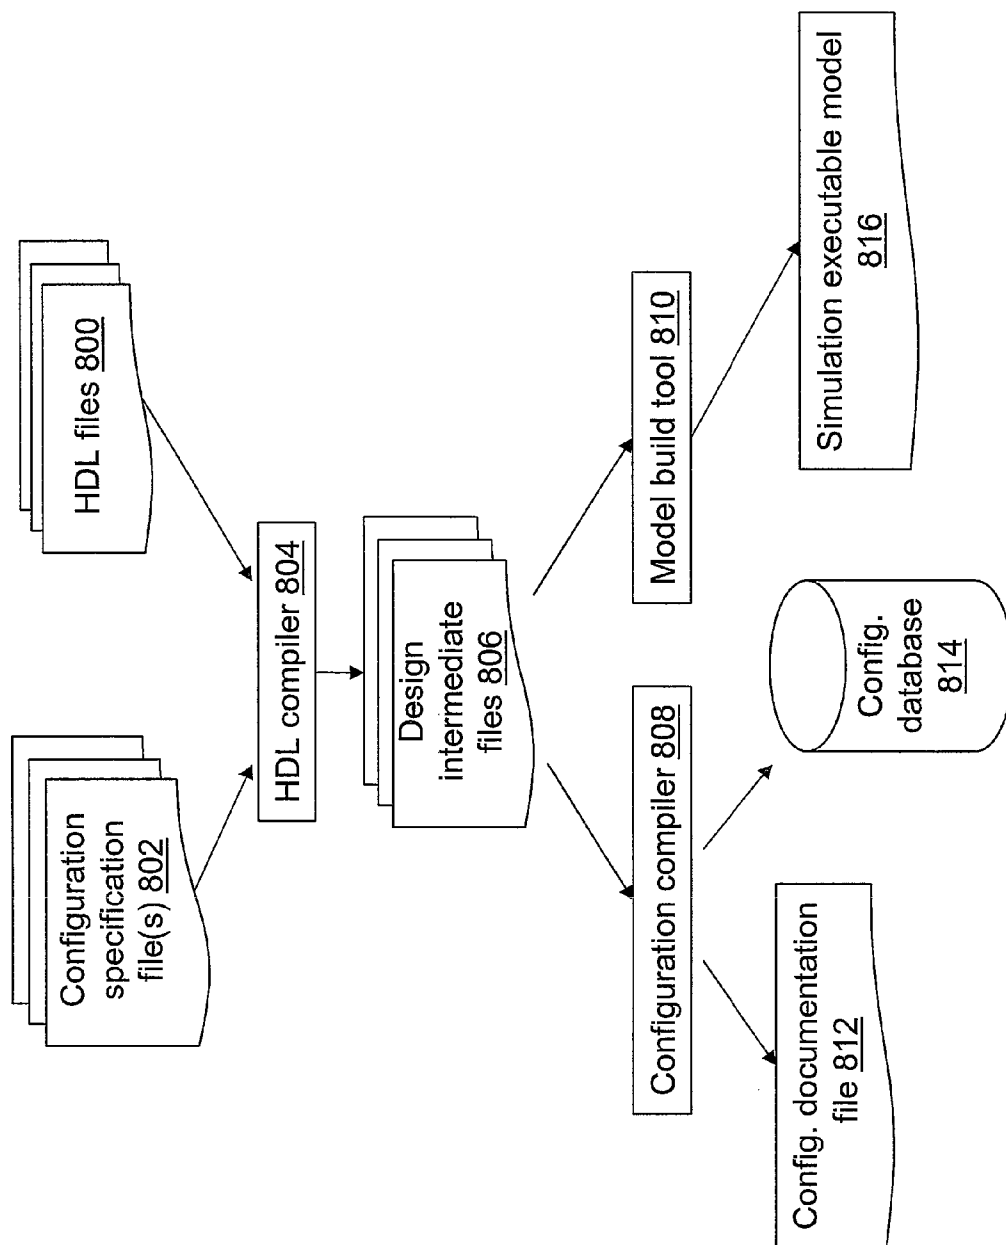 Configuration
specification
file(s) 802
HDL files 800
HDL compiler 804
Design
intermediate
files 806
Configuration compiler 808
Model build tool 810
Config. documentation
file 812
Config.
database
814
Simulation executable model
816